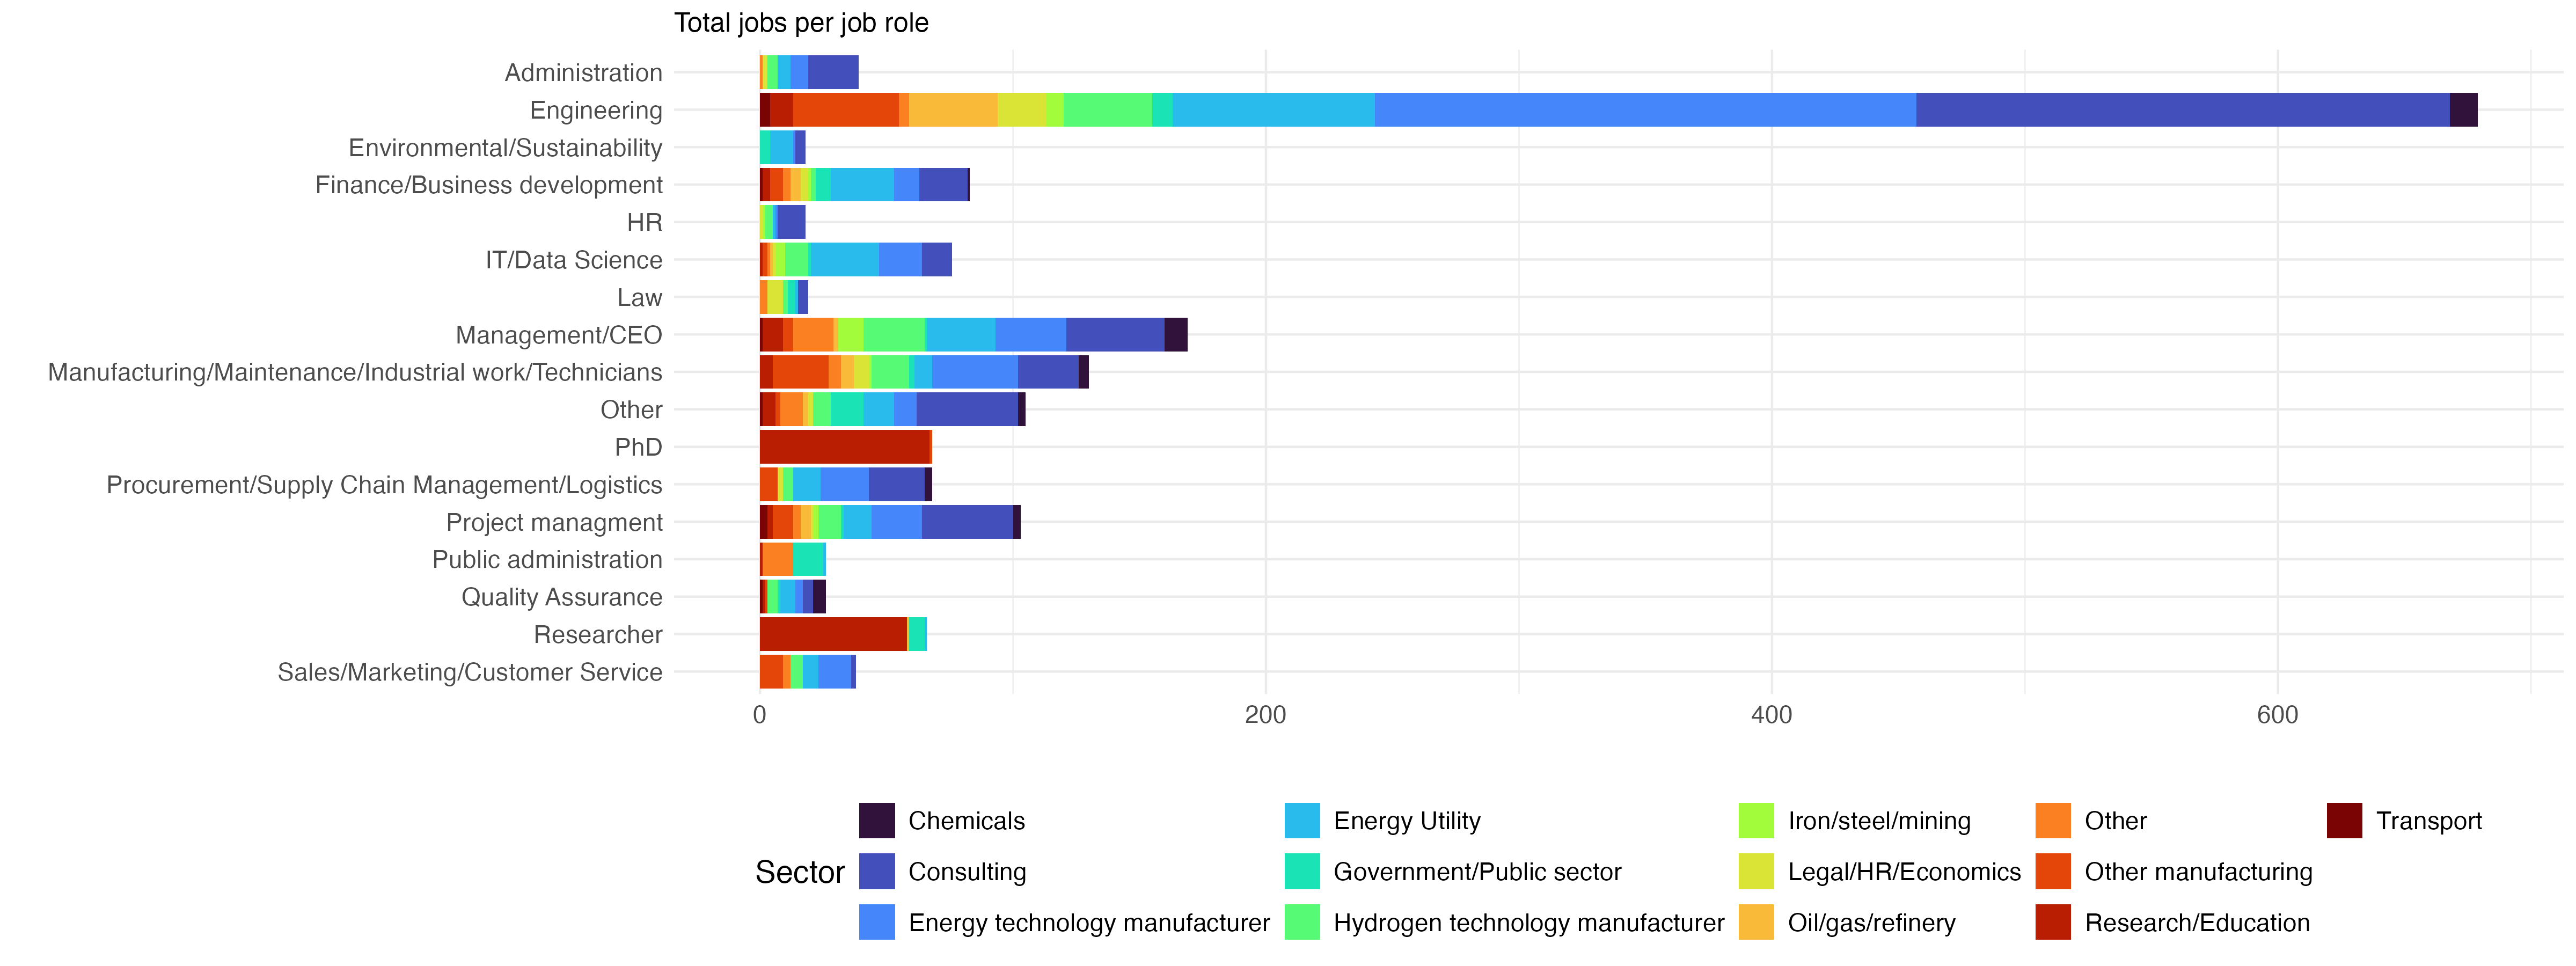 Total jobs per job role
Administration
Engineering
Environmental/Sustainability
Finance/Business development
HR
IT/Data Science
Law
Management/CEO
Manufacturing/Maintenance/Industrial work/Technicians
Other
PhD
Procurement/Supply Chain Management/Logistics
Project managment
Public administration
Quality Assurance
Researcher
Sales/Marketing/Customer Service
0 200 400 600
Sector
Chemicals
Consulting
Energy technology manufacturer
Energy Utility
Government/Public sector
Hydrogen technology manufacturer
Iron/steel/mining
Legal/HR/Economics
Oil/gas/refinery
Other
Other manufacturing
Research/Education
Transport